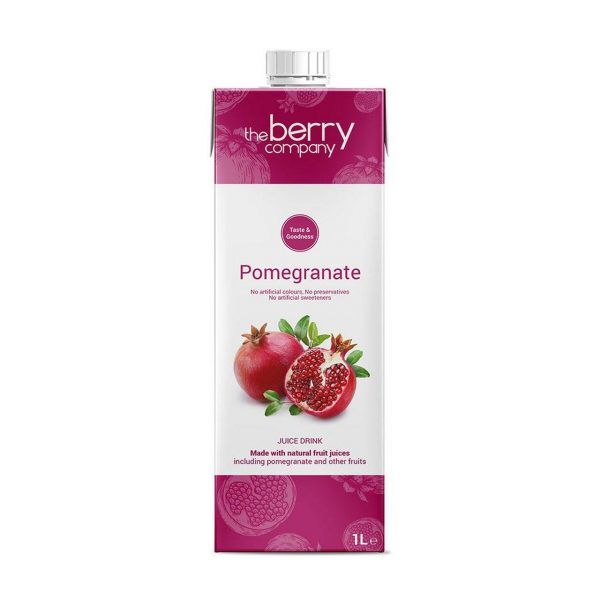 the berry
company
Taste &
Goodness
Pomegranate
No artificial colours, No preservatives
No artificial sweeteners
JUICE DRINK
Made with natural fruit juices
including pomegranate and other fruits
1L e